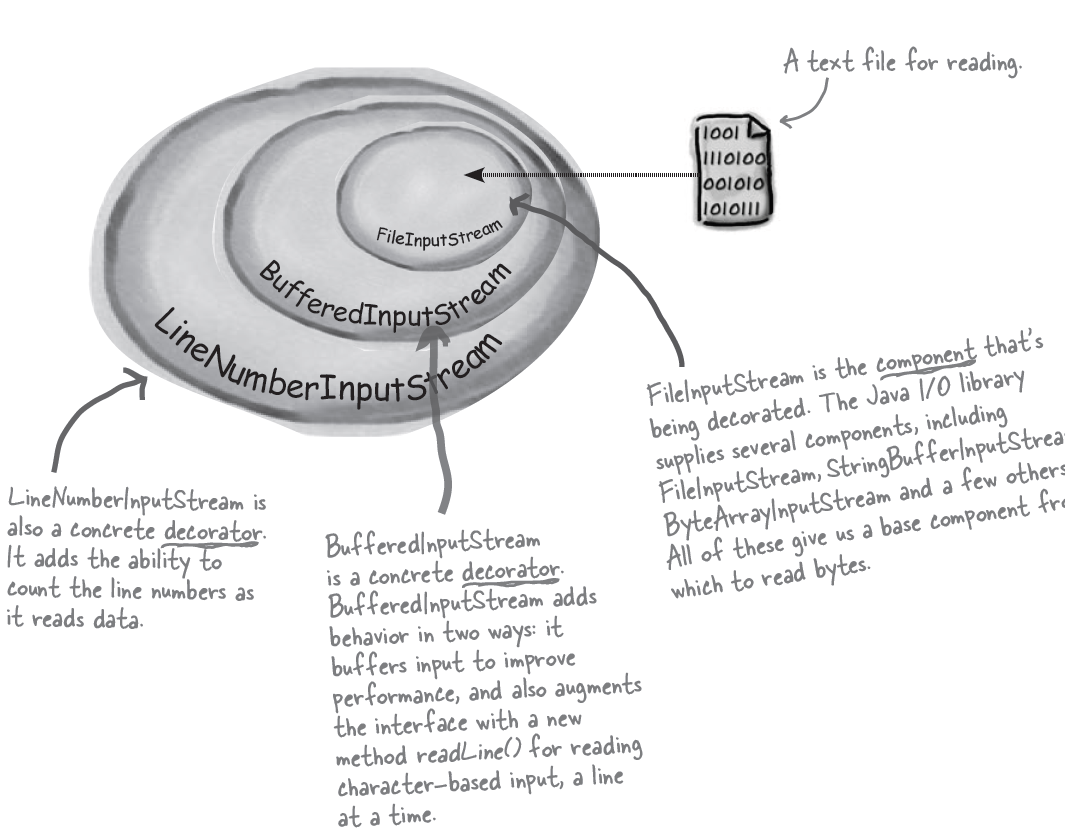 A text file for reading.
1001
1110100
001010
1010111
FileInputStream
BufferedInputStream
LineNumberInputStream
FileInputStream is the component that's
being decorated. The Java I/O library
supplies several components, including
FileInputStream, StringBufferInputStrea
ByteArrayInputStream and a few others
All of these give us a base component fr
which to read bytes.
LineNumberInputStream is
also a concrete decorator.
It adds the ability to
count the line numbers as
it reads data.
BufferedInputStream
is a concrete decorator.
BufferedInputStream adds
behavior in two ways: it
buffers input to improve
performance, and also augments
the interface with a new
method readLine() for reading
character-based input, a line
at a time.